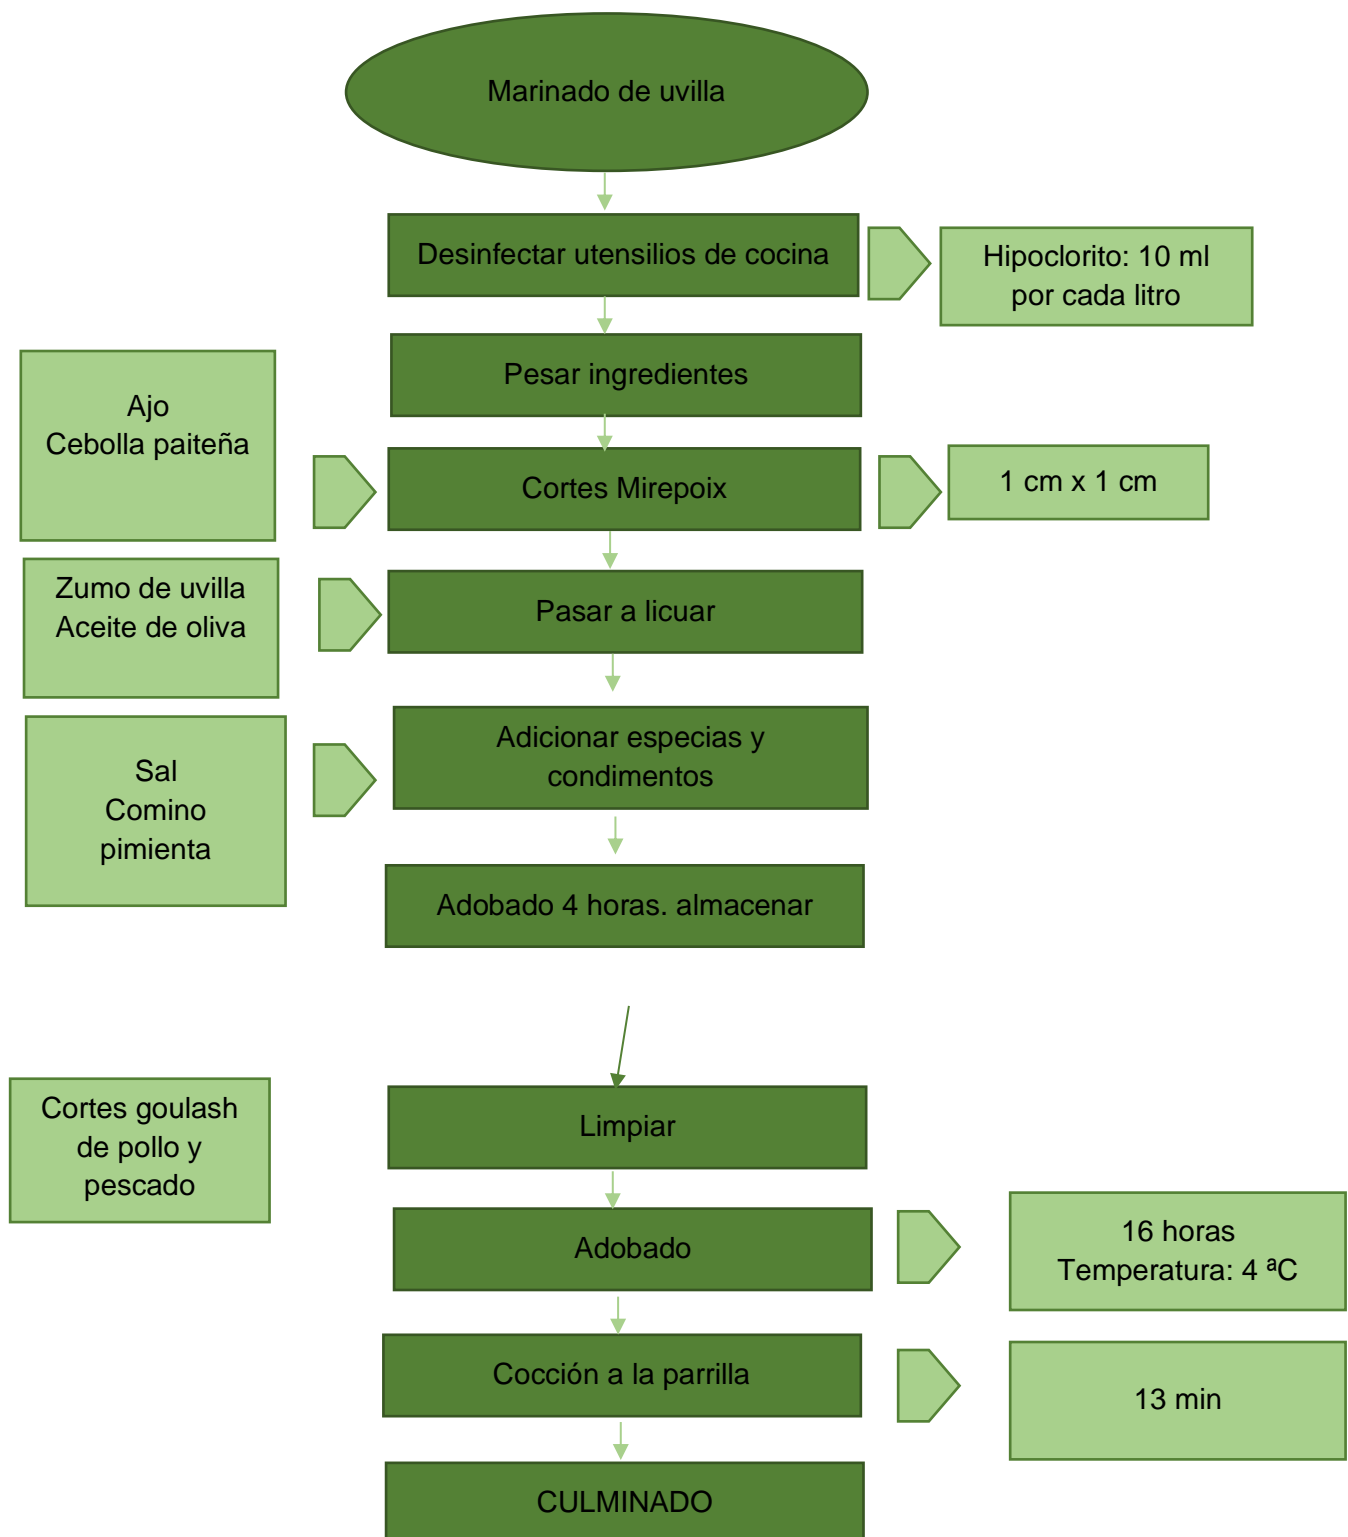 Marinado de uvilla
Desinfectar utensilios de cocina
Hipoclorito: 10 ml
por cada litro
Pesar ingredientes
Ajo
Cebolla paiteña
Cortes Mirepoix
1 cm x 1 cm
Zumo de uvilla
Aceite de oliva
Pasar a licuar
Sal
Comino
pimienta
Adicionar especias y
condimentos
Adobado 4 horas. almacenar
Cortes goulash
de pollo y
pescado
Limpiar
Adobado
16 horas
Temperatura: 4 ªC
Cocción a la parrilla
13 min
CULMINADO